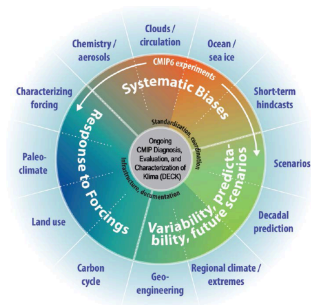 Clouds /
circulation
Ocean /
sea ice
Short-term
hindcasts
Scenarios
Decadal
prediction
Regional climate /
extremes
Geo-
engineering
Carbon
cycle
Land use
Paleo-
climate
Characterizing
forcing
Chemistry /
aerosols
CMIP6 experiments
Systematic Biases
Variability, predicta-
bility, future scenarios
Response to Forcings
Standardization, coordination,
infrastructure, documentation
Ongoing
CMIP Diagnosis,
Evaluation, and
Characterization of
Klima (DECK)